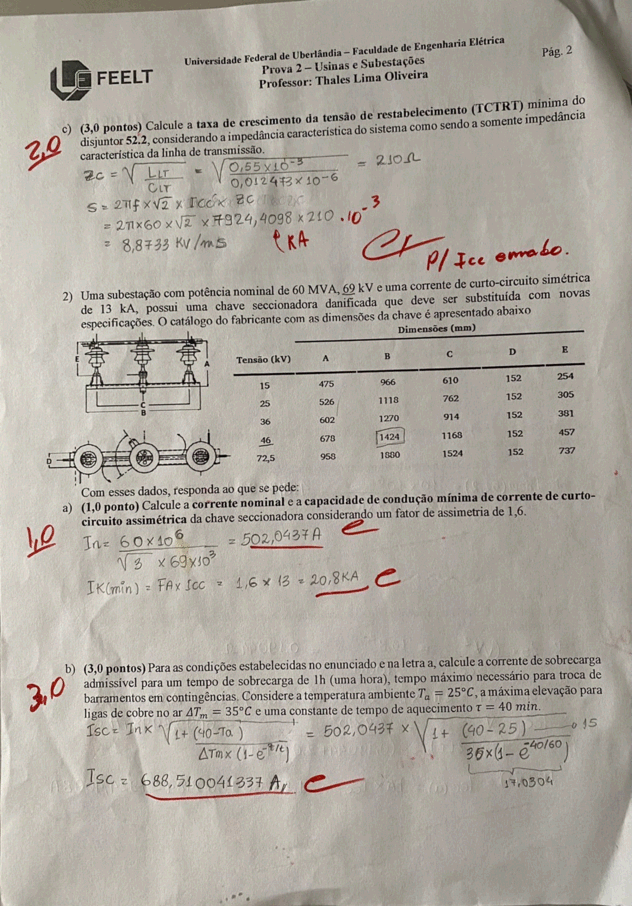 FEELT
Universidade Federal de Uberlândia – Faculdade de Engenharia Elétrica
Prova 2 – Usinas e Subestações
Professor: Thales Lima Oliveira
Pág. 2
c) (3,0 pontos) Calcule a taxa de crescimento da tensão de restabelecimento (TCTRT) mínima do
disjuntor 52.2, considerando a impedância característica do sistema como sendo a somente impedância
característica da linha de transmissão.
2,0
Zc = √ LLT / CLT = √ 0,55×10^-3 / 0,012473×10^-6 = 210Ω
S = 2πf × √2 × Icc × Zc
= 2π×60 × √2 × 7924,4098 × 210 . 10^-3
= 8,8733 KV/ms
KA
P/ Icc errado.
2) Uma subestação com potência nominal de 60 MVA, 69 kV e uma corrente de curto-circuito simétrica
de 13 kA, possui uma chave seccionadora danificada que deve ser substituída com novas
especificações. O catálogo do fabricante com as dimensões da chave é apresentado abaixo
Dimensões (mm)
Tensão (kV) A B C D E
15 475 966 610 152 254
25 526 1118 762 152 305
36 602 1270 914 152 381
46 678 1424 1168 152 457
72,5 958 1880 1524 152 737
E
A
C
B
D
Com esses dados, responda ao que se pede:
a) (1,0 ponto) Calcule a corrente nominal e a capacidade de condução mínima de corrente de curto-
circuito assimétrica da chave seccionadora considerando um fator de assimetria de 1,6.
1,0
In = 60×10^6 / √3 × 69×10^3 = 502,0437A
IK(min) = FA × Icc = 1,6 × 13 = 20,8KA
b) (3,0 pontos) Para as condições estabelecidas no enunciado e na letra a, calcule a corrente de sobrecarga
admissível para um tempo de sobrecarga de 1h (uma hora), tempo máximo necessário para troca de
barramentos em contingências. Considere a temperatura ambiente Ta = 25°C, a máxima elevação para
ligas de cobre no ar ΔTm = 35°C e uma constante de tempo de aquecimento τ = 40 min.
3,0
Isc = In × √ 1 + (40-Ta) / ΔTm × (1-e^-τ/t) = 502,0437 × √ 1 + (40-25) / 35×(1-e^-40/60)
15
17,0304
Isc = 688,510041337 A